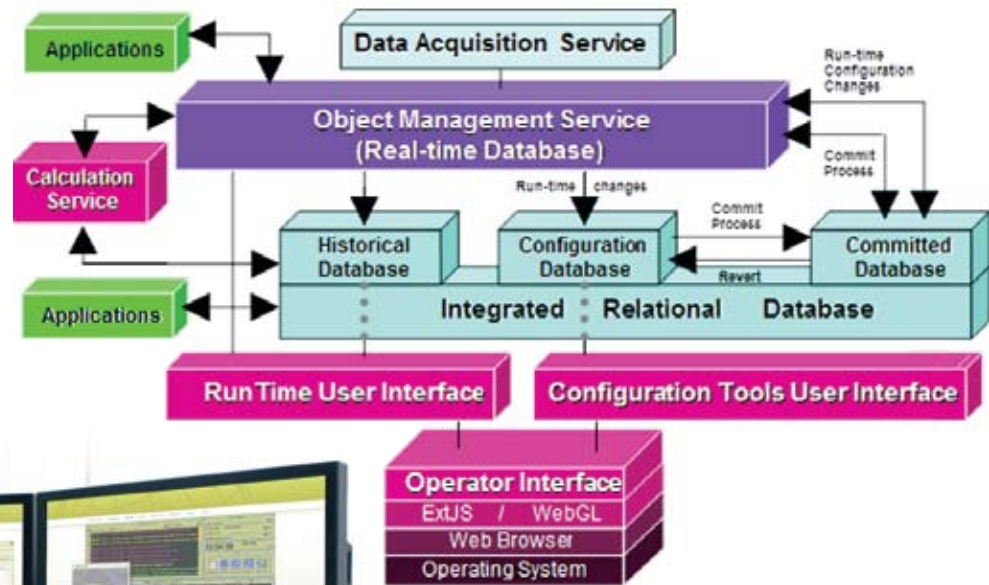 Applications
Data Acquisition Service
Run-time
Configuration
Changes
Object Management Service
(Real-time Database)
Calculation
Service
Commit
Process
Run-time changes
Commit
Process
Historical
Database
Configuration
Database
Committed
Database
Revert
Applications
Integrated Relational Database
RunTime User Interface
Configuration Tools User Interface
Operator Interface
ExtJS / WebGL
Web Browser
Operating System